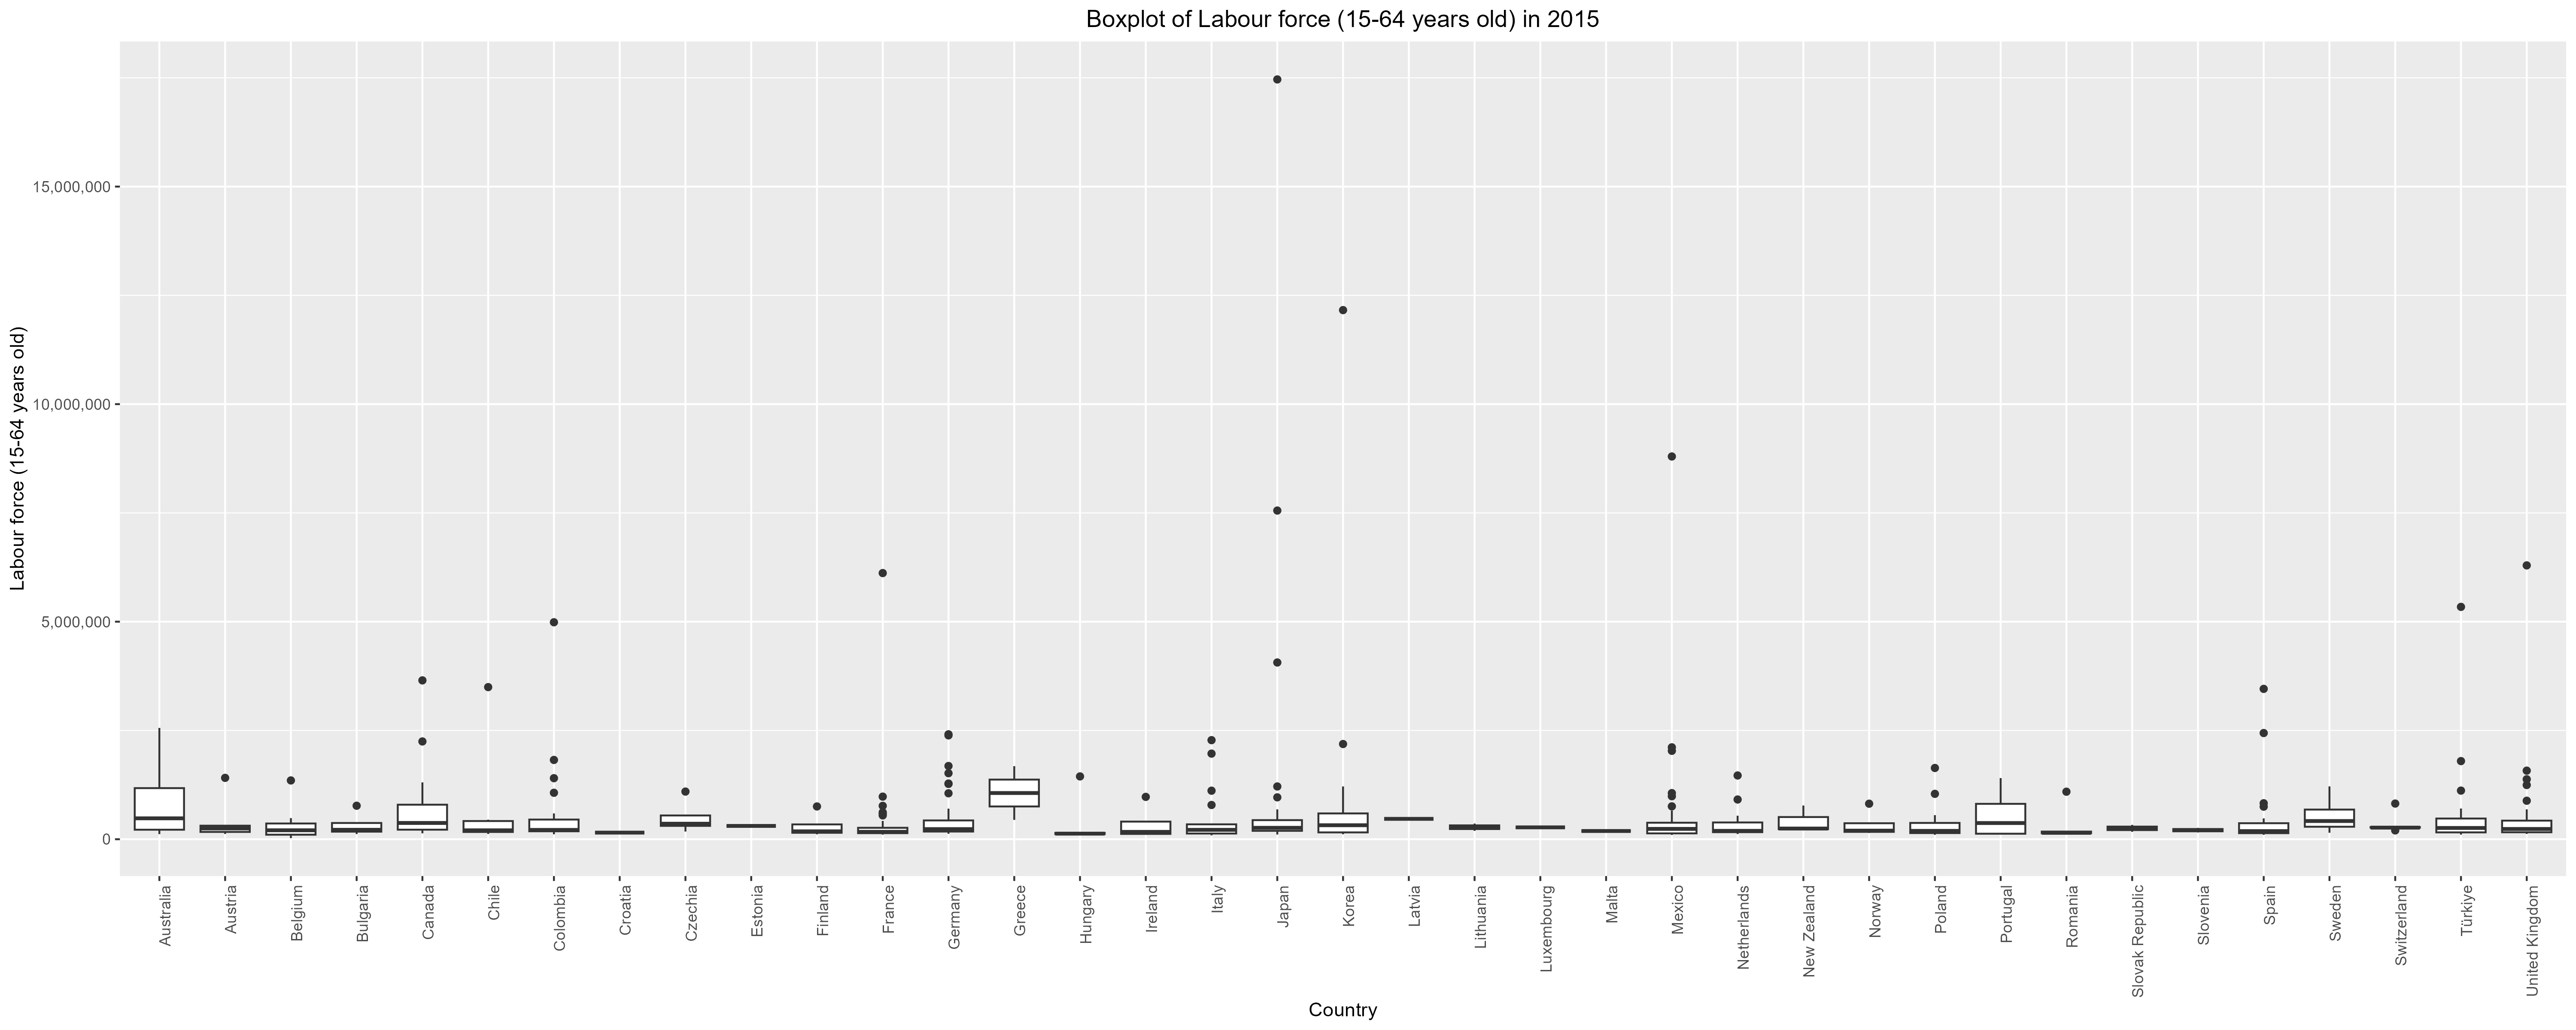 Boxplot of Labour force (15-64 years old) in 2015
Labour force (15-64 years old)
15,000,000
10,000,000
5,000,000
0
Australia
Austria
Belgium
Bulgaria
Canada
Chile
Colombia
Croatia
Czechia
Estonia
Finland
France
Germany
Greece
Hungary
Ireland
Italy
Japan
Korea
Latvia
Lithuania
Luxembourg
Malta
Mexico
Netherlands
New Zealand
Norway
Poland
Portugal
Romania
Slovak Republic
Slovenia
Spain
Sweden
Switzerland
Türkiye
United Kingdom
Country